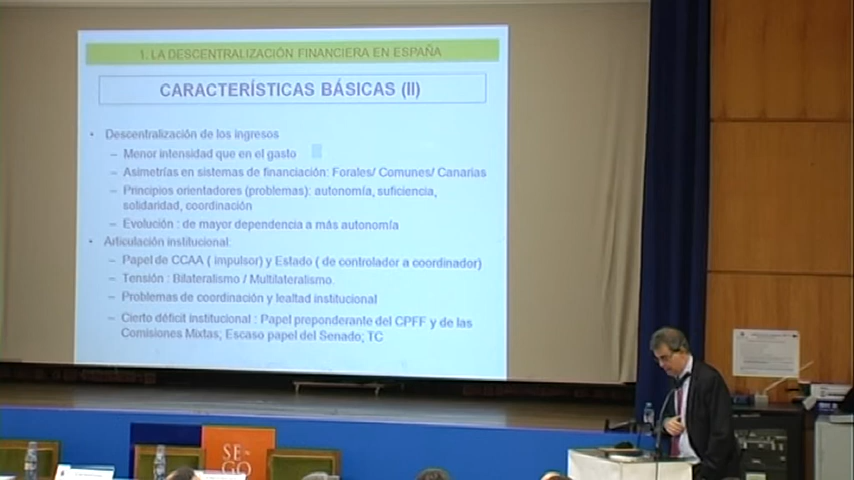 1. LA DESCENTRALIZACIÓN FINANCIERA EN ESPAÑA
CARACTERÍSTICAS BÁSICAS (II)
• Descentralización de los ingresos
– Menor intensidad que en el gasto
– Asimetrías en sistemas de financiación: Forales/ Comunes/ Canarias
– Principios orientadores (problemas): autonomía, suficiencia,
solidaridad, coordinación
– Evolución : de mayor dependencia a más autonomía
• Articulación institucional:
– Papel de CCAA ( impulsor) y Estado ( de controlador a coordinador)
– Tensión : Bilateralismo / Multilateralismo
– Problemas de coordinación y lealtad institucional
– Cierto déficit institucional : Papel preponderante del CPFF y de las
Comisiones Mixtas; Escaso papel del Senado; TC
SE
GO